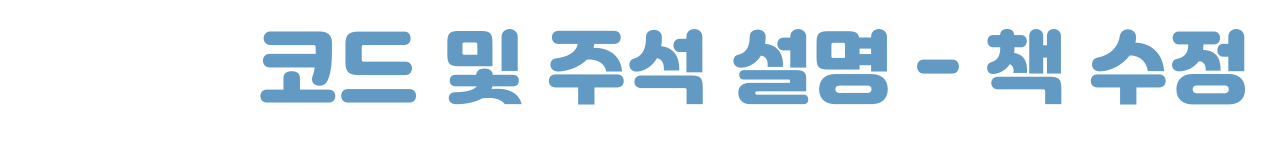 코드 및 주석 설명 - 책 수정